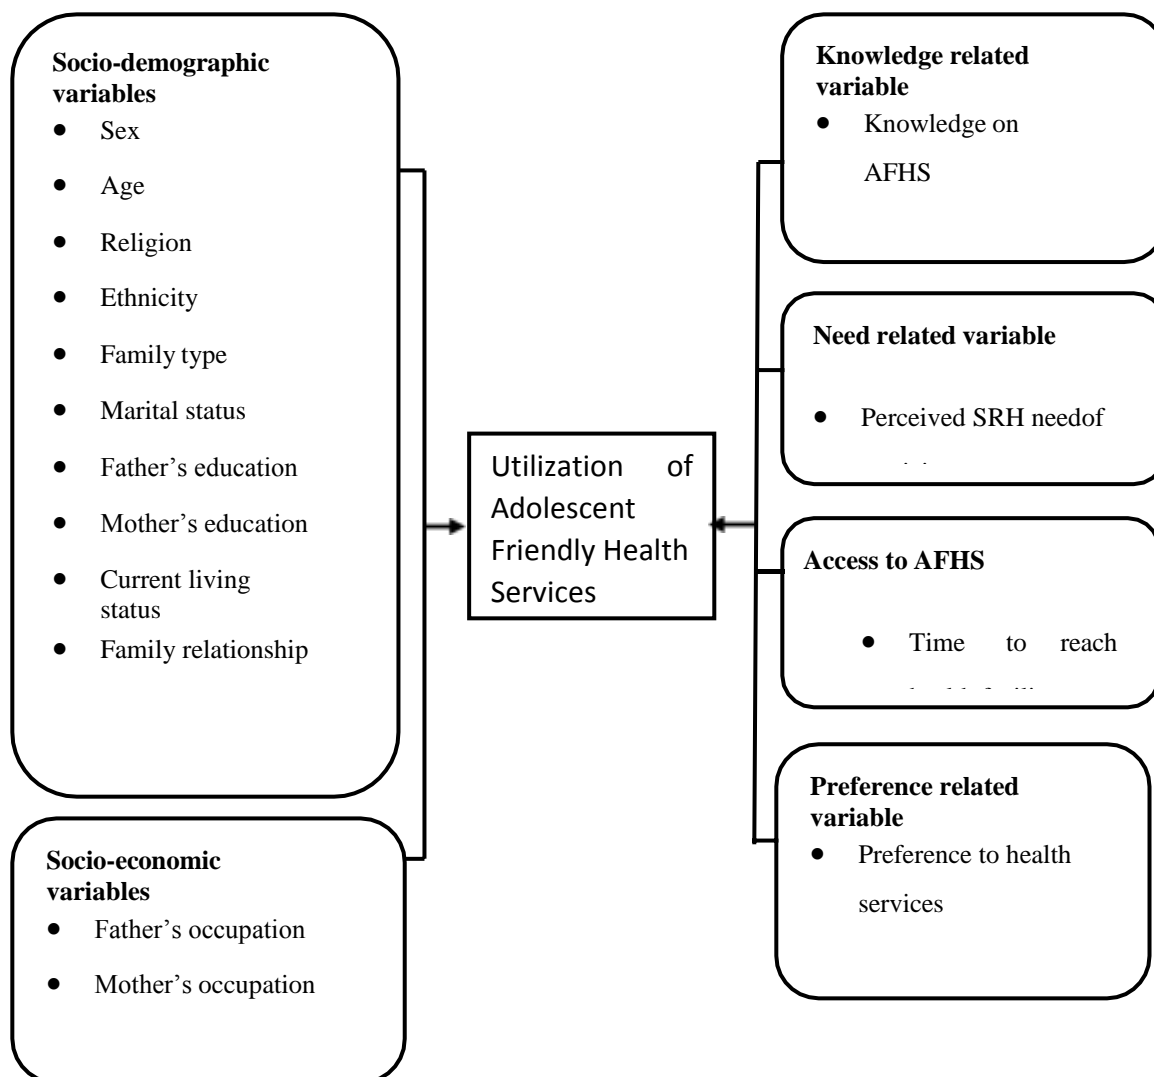 Socio-demographic
variables
• Sex
• Age
• Religion
• Ethnicity
• Family type
• Marital status
• Father’s education
• Mother’s education
• Current living
status
• Family relationship
Socio-economic
variables
• Father’s occupation
• Mother’s occupation
Utilization of
Adolescent
Friendly Health
Services
Knowledge related
variable
• Knowledge on
AFHS
Need related variable
• Perceived SRH needof
Access to AFHS
• Time to reach
Preference related
variable
• Preference to health
services